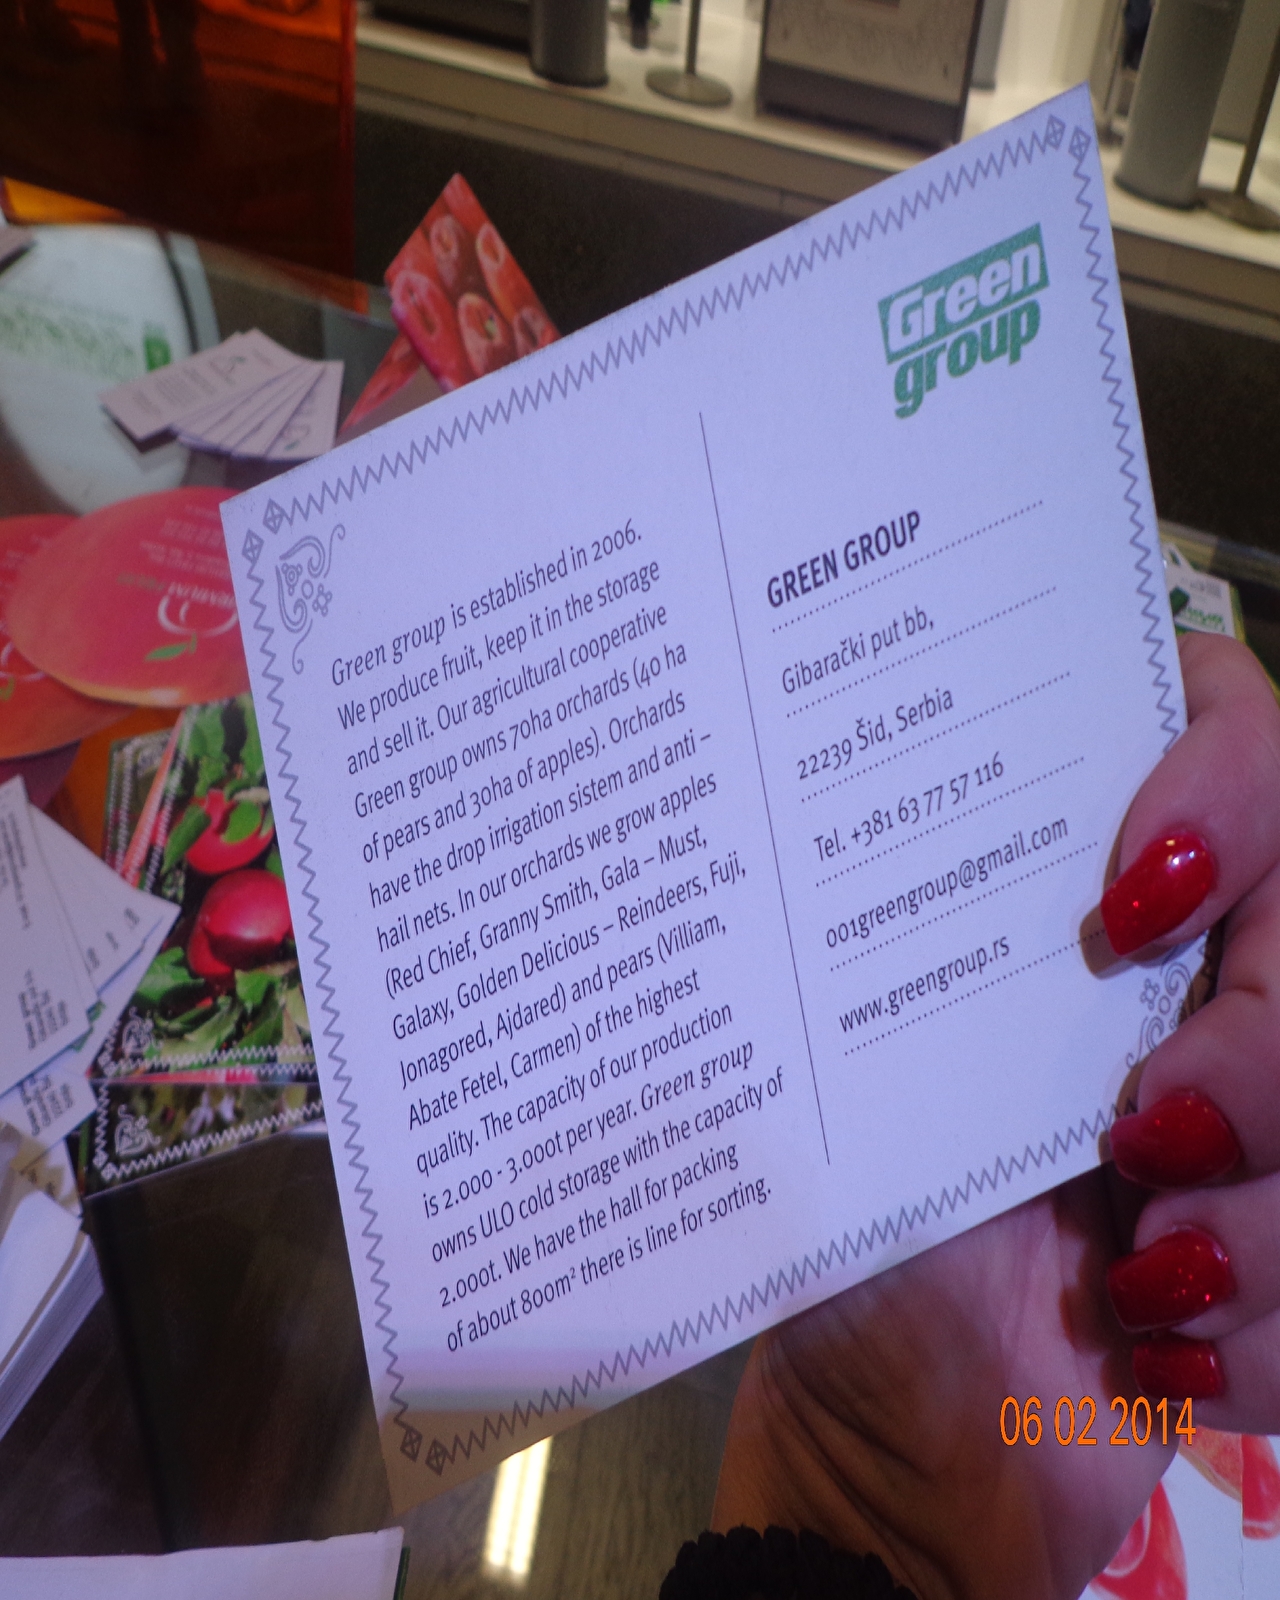 Green
group
Green group is established in 2006.
We produce fruit, keep it in the storage
and sell it. Our agricultural cooperative
Green group owns 70ha orchards (40 ha
of pears and 30ha of apples). Orchards
have the drop irrigation sistem and anti –
hail nets. In our orchards we grow apples
(Red Chief, Granny Smith, Gala – Must,
Galaxy, Golden Delicious – Reindeers, Fuji,
Jonagored, Ajdared) and pears (Villiam,
Abate Fetel, Carmen) of the highest
quality. The capacity of our production
is 2.000 - 3.000t per year. Green group
owns ULO cold storage with the capacity of
2.000t. We have the hall for packing
of about 800m² there is line for sorting.
GREEN GROUP
Gibarački put bb,
22239 Šid, Serbia
Tel. +381 63 77 57 116
001greengroup@gmail.com
www.greengroup.rs
06 02 2014